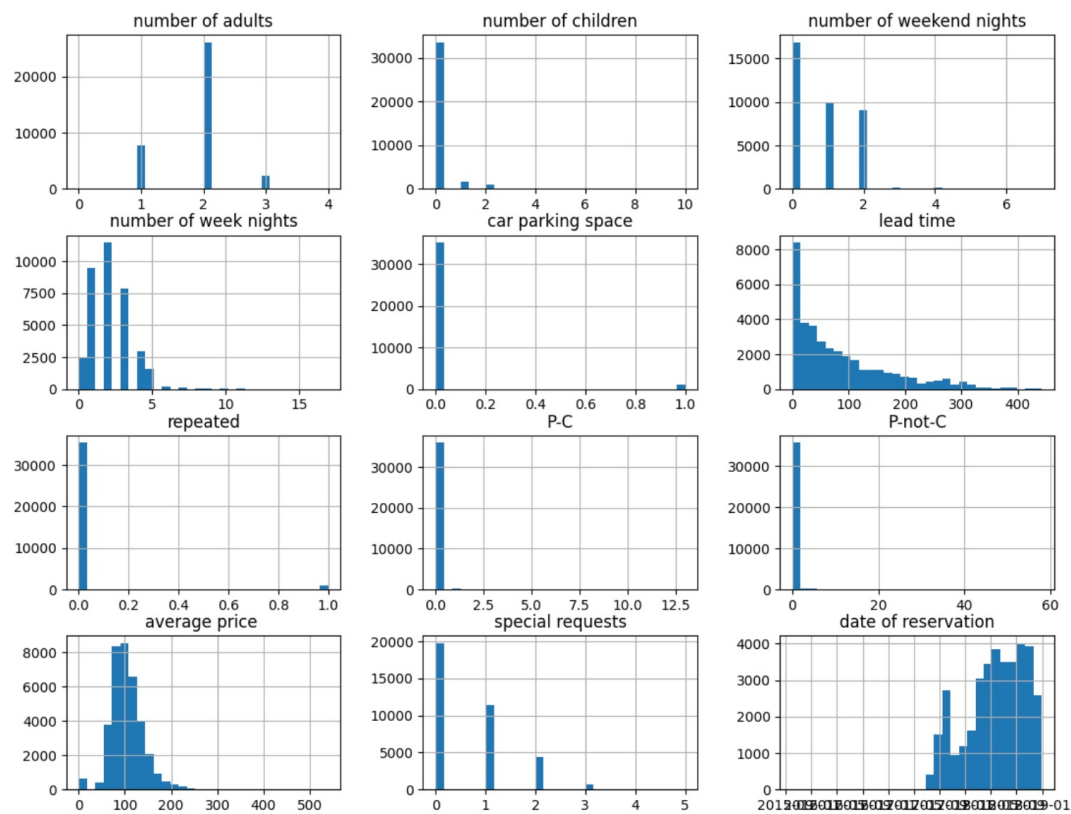 number of adults
20000
10000
0
0 1 2 3 4
number of children
30000
20000
10000
0
0 2 4 6 8 10
number of weekend nights
15000
10000
5000
0
0 2 4 6
number of week nights
10000
7500
5000
2500
0
0 5 10 15
car parking space
30000
20000
10000
0
0.0 0.2 0.4 0.6 0.8 1.0
lead time
8000
6000
4000
2000
0
0 100 200 300 400
repeated
30000
20000
10000
0
0.0 0.2 0.4 0.6 0.8 1.0
P-C
30000
20000
10000
0
0.0 2.5 5.0 7.5 10.0 12.5
P-not-C
30000
20000
10000
0
0 20 40 60
average price
8000
6000
4000
2000
0
0 100 200 300 400 500
special requests
20000
15000
10000
5000
0
0 1 2 3 4 5
date of reservation
4000
3000
2000
1000
0